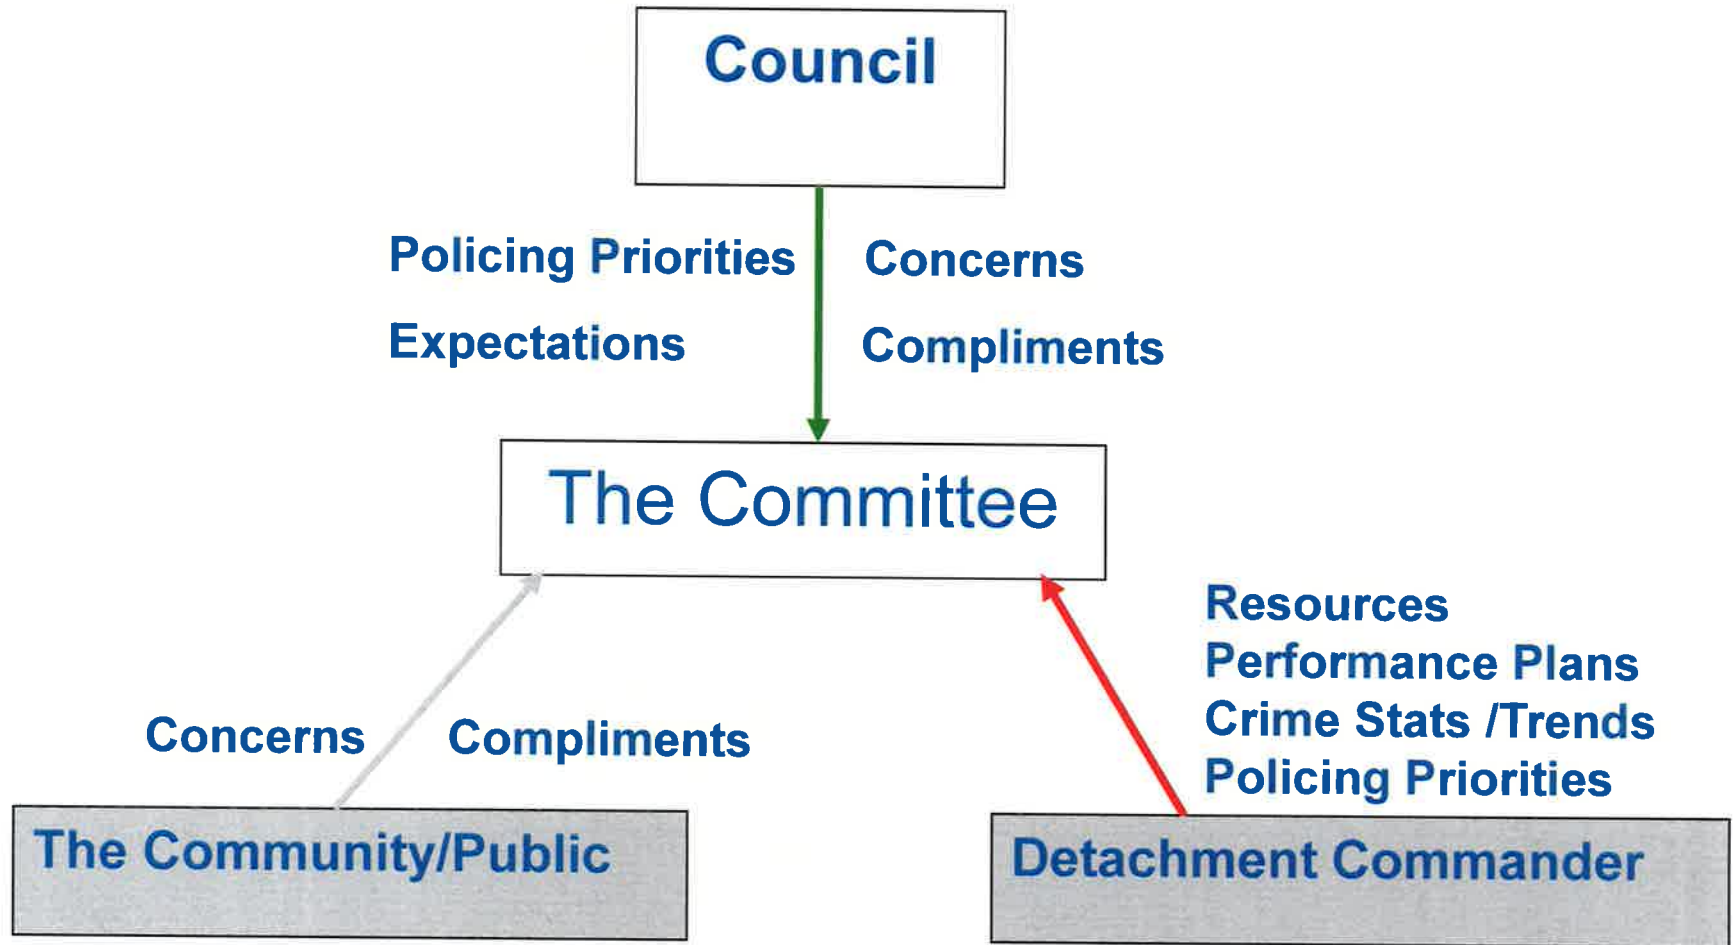 Council
Policing Priorities
Concerns
Expectations
Compliments
The Committee
Resources
Performance Plans
Crime Stats /Trends
Policing Priorities
Concerns
Compliments
The Community/Public
Detachment Commander